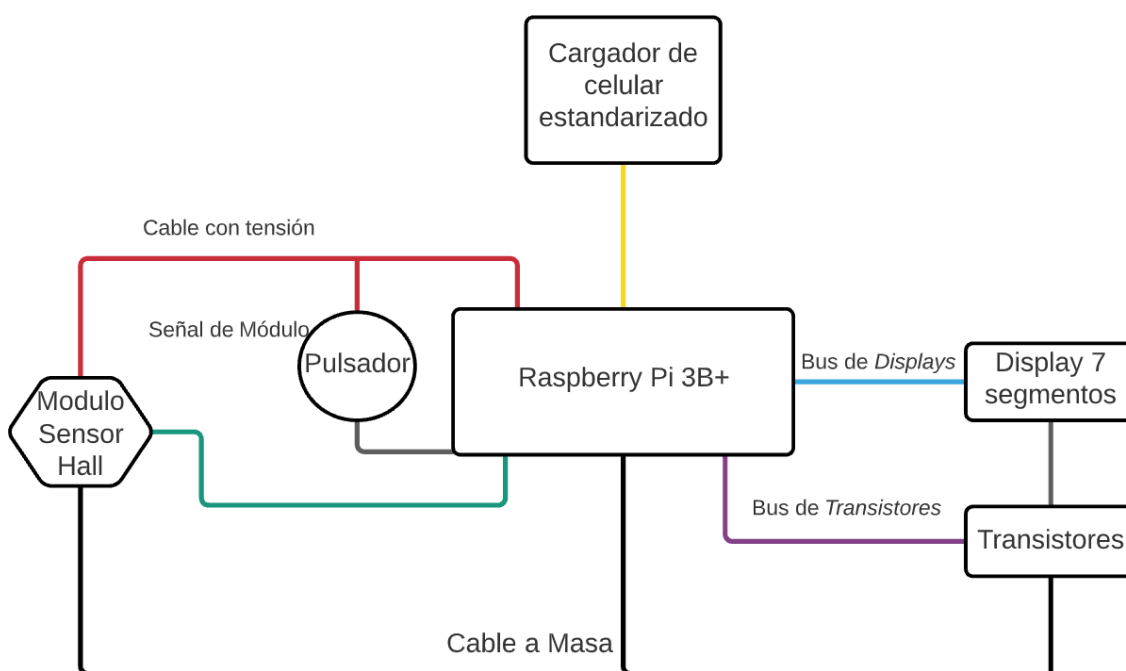 Cargador de
celular
estandarizado
Cable con tensión
Señal de Módulo
Pulsador
Raspberry Pi 3B+
Bus de Displays
Display 7
segmentos
Modulo
Sensor
Hall
Bus de Transistores
Transistores
Cable a Masa